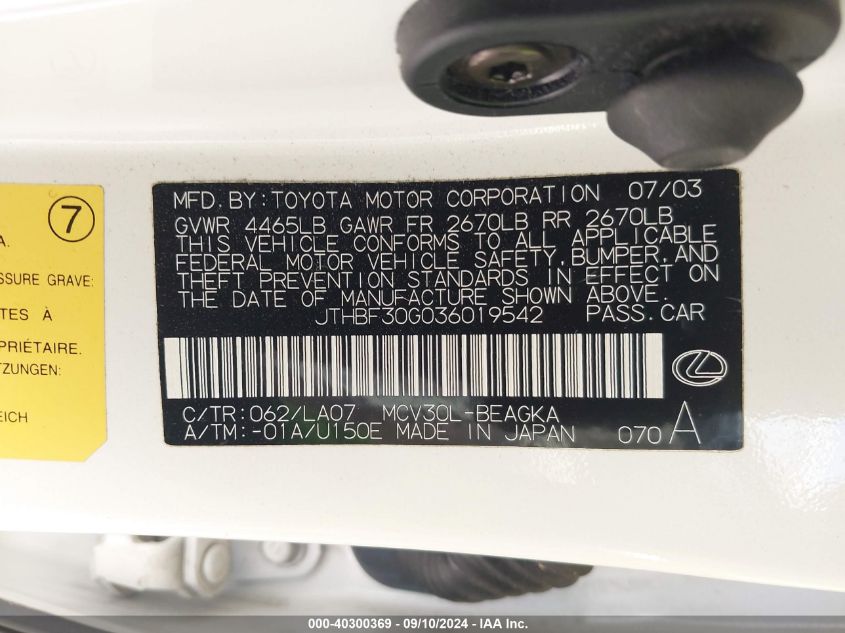 7
A.
SSURE GRAVE:
TES À
PRIÉTAIRE.
TZUNGEN:
EICH
MFD. BY: TOYOTA MOTOR CORPORATION 07/03
GVWR 4465LB GAWR FR 2670LB RR 2670LB
THIS VEHICLE CONFORMS TO ALL APPLICABLE
FEDERAL MOTOR VEHICLE SAFETY, BUMPER, AND
THEFT PREVENTION STANDARDS IN EFFECT ON
THE DATE OF MANUFACTURE SHOWN ABOVE.
JTHBF30G036019542 PASS. CAR
C/TR: 062/LA07 MCV30L-BEAGKA
A/TM: -01A/U150E MADE IN JAPAN 070 A
000-40300369 - 09/10/2024 - IAA Inc.